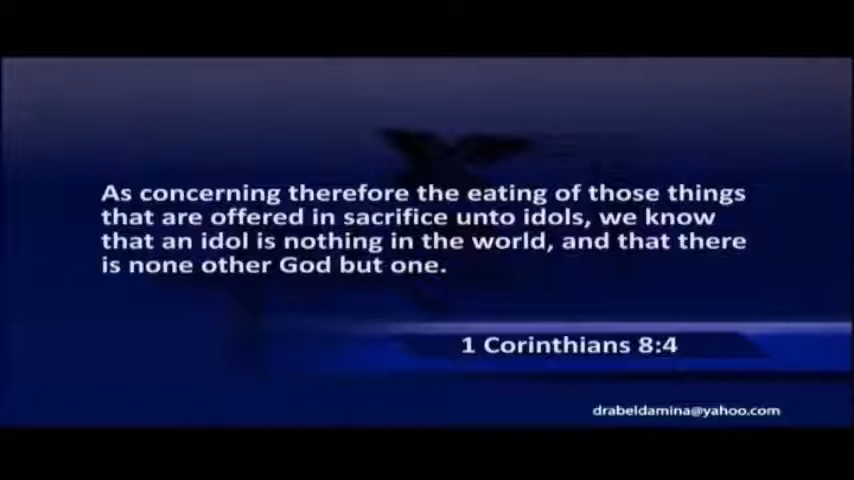 As concerning therefore the eating of those things
that are offered in sacrifice unto idols, we know
that an idol is nothing in the world, and that there
is none other God but one.
1 Corinthians 8:4
drabeldamina@yahoo.com